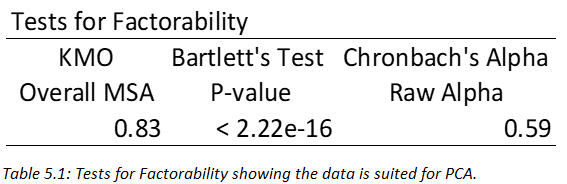 Tests for Factorability
KMO Bartlett's Test Chronbach's Alpha
Overall MSA P-value Raw Alpha
0.83 < 2.22e-16 0.59
Table 5.1: Tests for Factorability showing the data is suited for PCA.